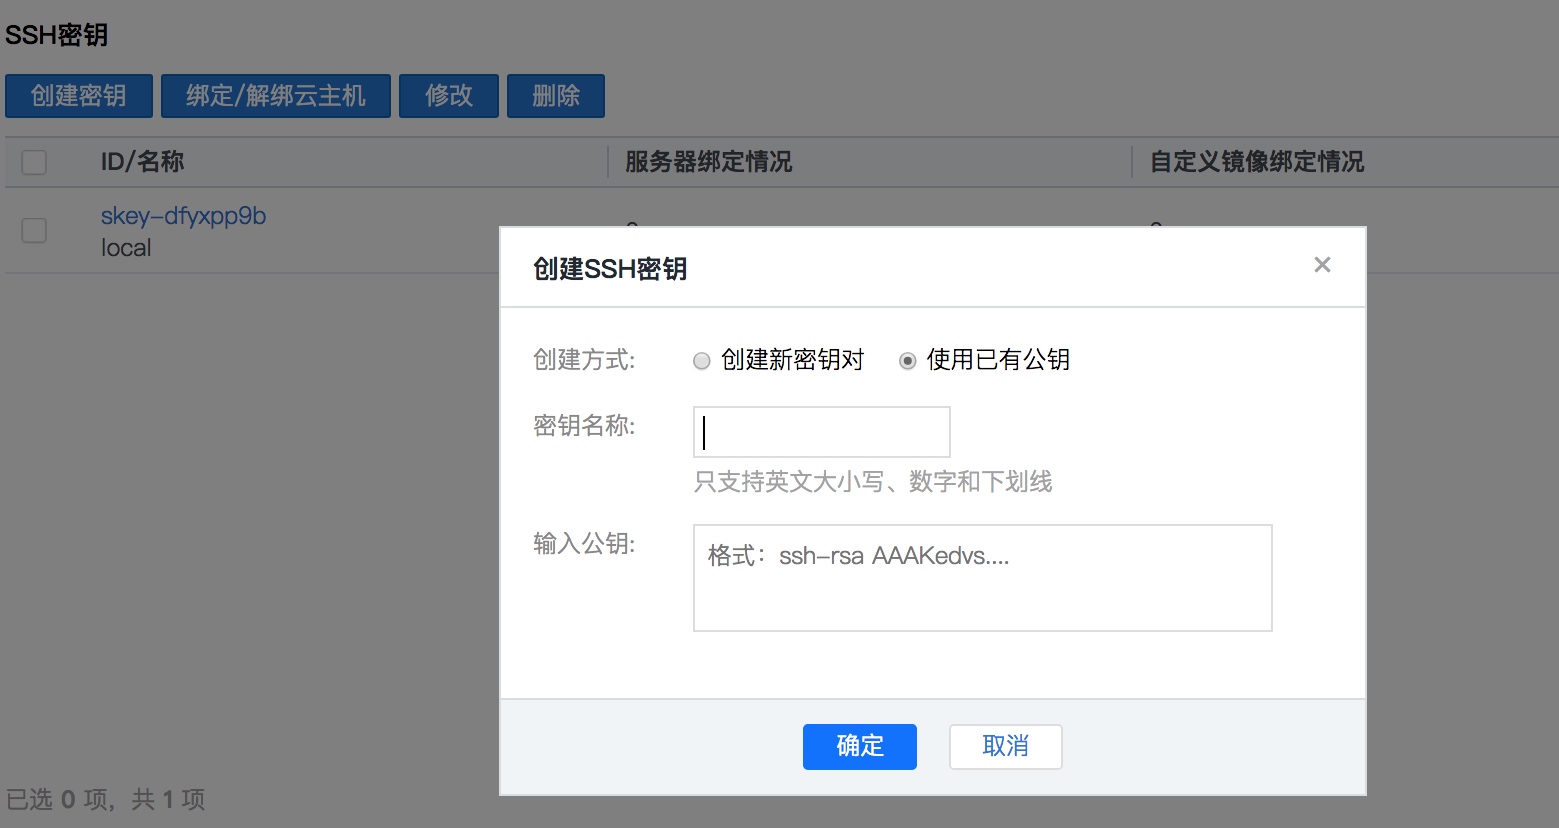 SSH密钥
创建密钥 绑定/解绑云主机 修改 删除
ID/名称 服务器绑定情况 自定义镜像绑定情况
skey-dfyxpp9b
local
创建SSH密钥
创建方式: 创建新密钥对 使用已有公钥
密钥名称:
只支持英文大小写、数字和下划线
输入公钥: 格式：ssh-rsa AAAKedvs....
确定 取消
已选 0 项，共 1 项